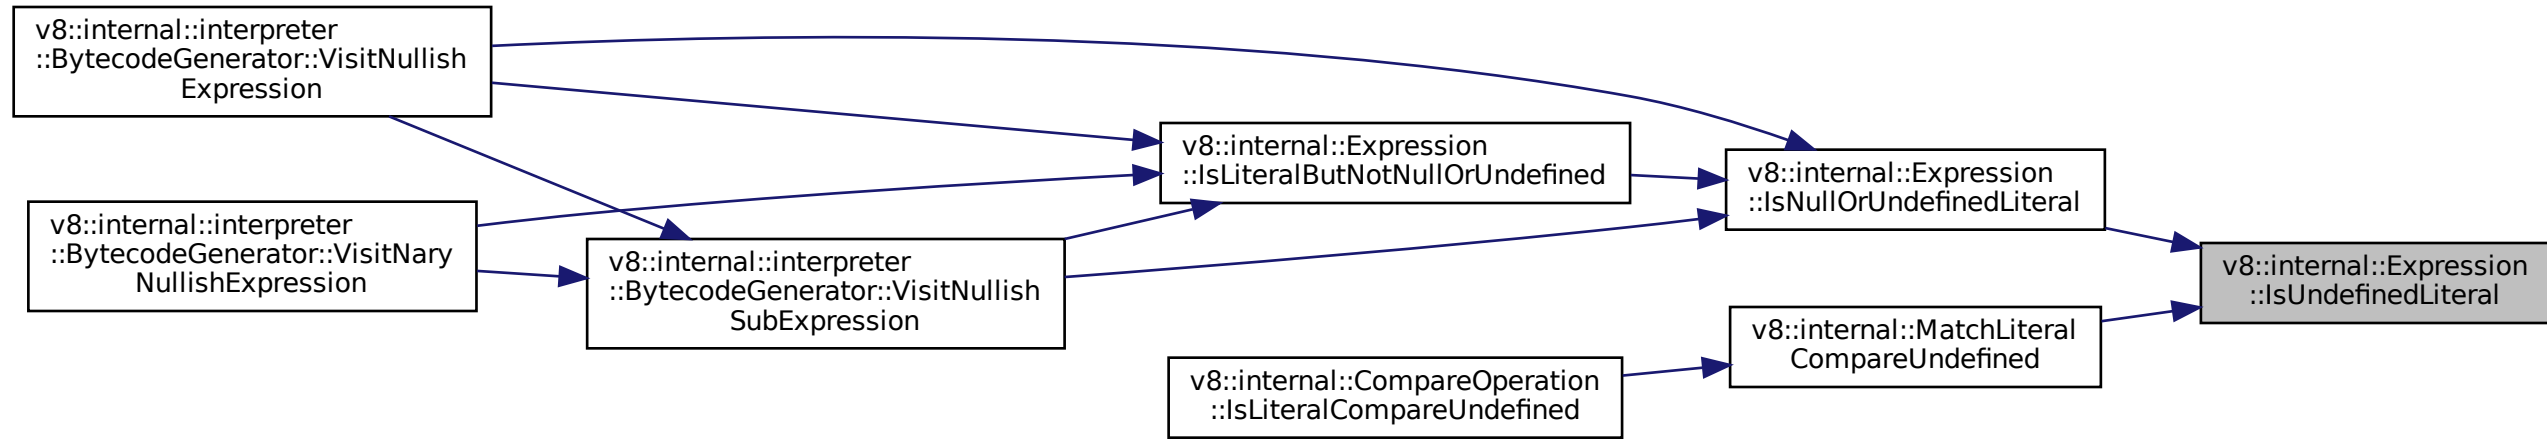 v8::internal::interpreter
::BytecodeGenerator::VisitNullish
Expression
v8::internal::interpreter
::BytecodeGenerator::VisitNary
NullishExpression
v8::internal::interpreter
::BytecodeGenerator::VisitNullish
SubExpression
v8::internal::Expression
::IsLiteralButNotNullOrUndefined
v8::internal::CompareOperation
::IsLiteralCompareUndefined
v8::internal::Expression
::IsNullOrUndefinedLiteral
v8::internal::MatchLiteral
CompareUndefined
v8::internal::Expression
::IsUndefinedLiteral